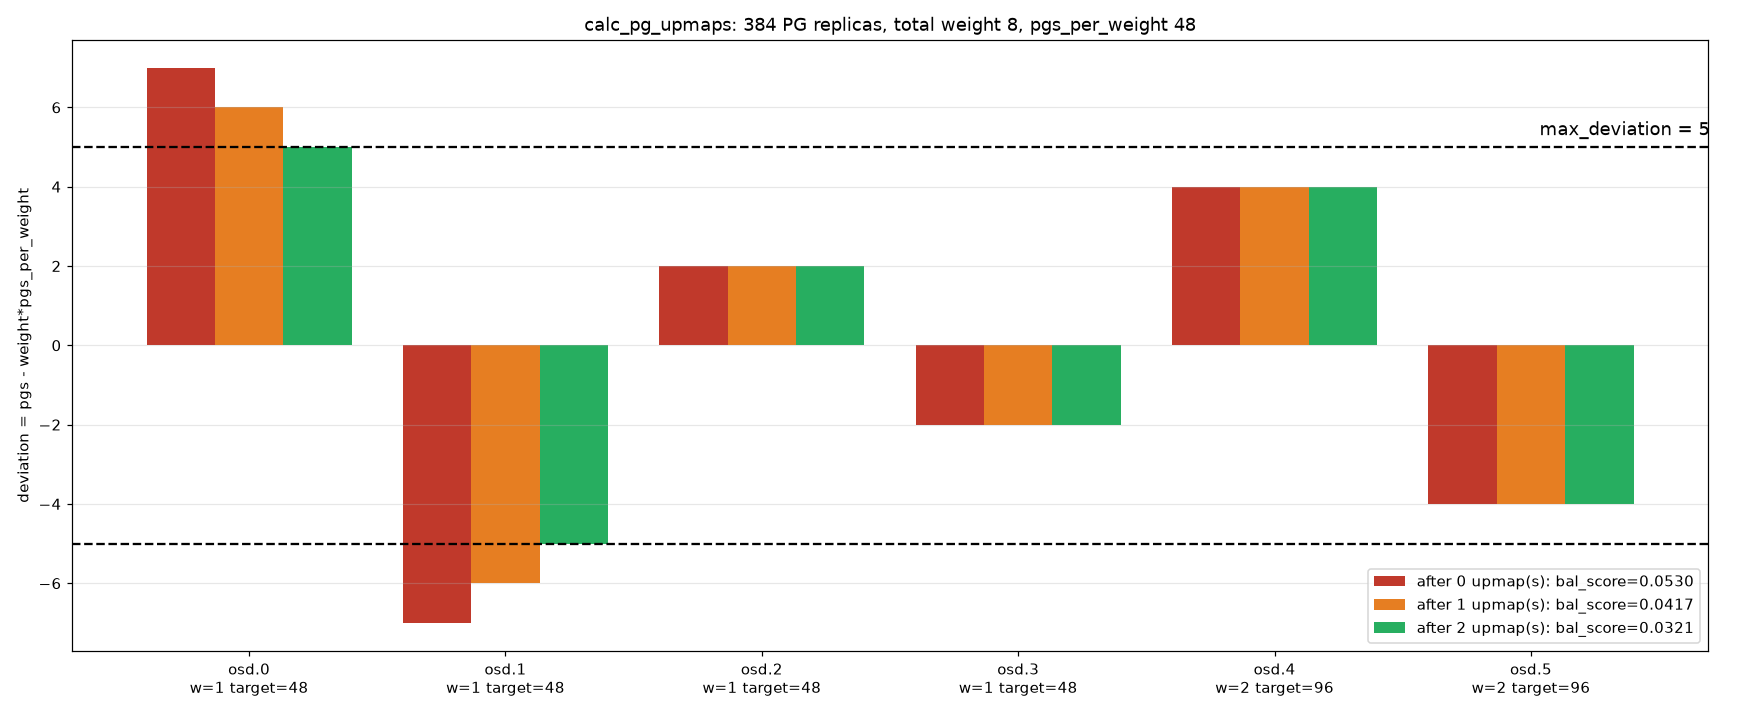 calc_pg_upmaps: 384 PG replicas, total weight 8, pgs_per_weight 48
deviation = pgs - weight*pgs_per_weight
6
4
2
0
−2
−4
−6
max_deviation = 5
after 0 upmap(s): bal_score=0.0530
after 1 upmap(s): bal_score=0.0417
after 2 upmap(s): bal_score=0.0321
osd.0
w=1 target=48
osd.1
w=1 target=48
osd.2
w=1 target=48
osd.3
w=1 target=48
osd.4
w=2 target=96
osd.5
w=2 target=96